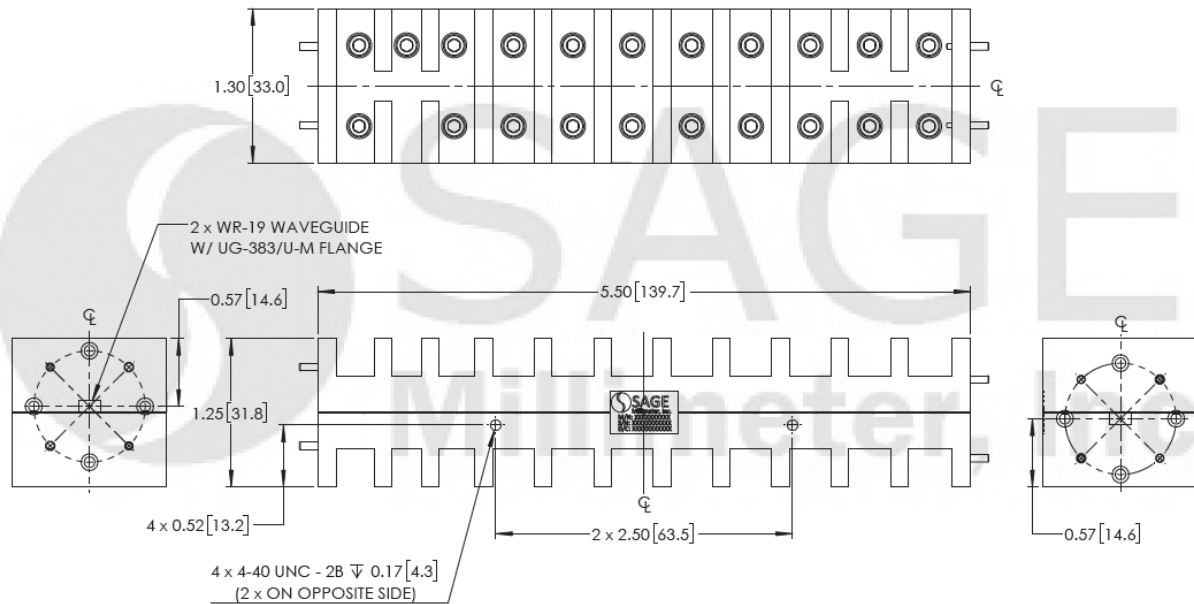 1.30[33.0]
℄
SAGE
Millimeter, Inc
2 x WR-19 WAVEGUIDE
W/ UG-383/U-M FLANGE
0.57[14.6]
5.50[139.7]
℄
℄
1.25[31.8]
SAGE
Millimeter, Inc.
4 x 0.52[13.2]
℄
2 x 2.50[63.5]
0.57[14.6]
4 x 4-40 UNC - 2B ↧ 0.17[4.3]
(2 x ON OPPOSITE SIDE)